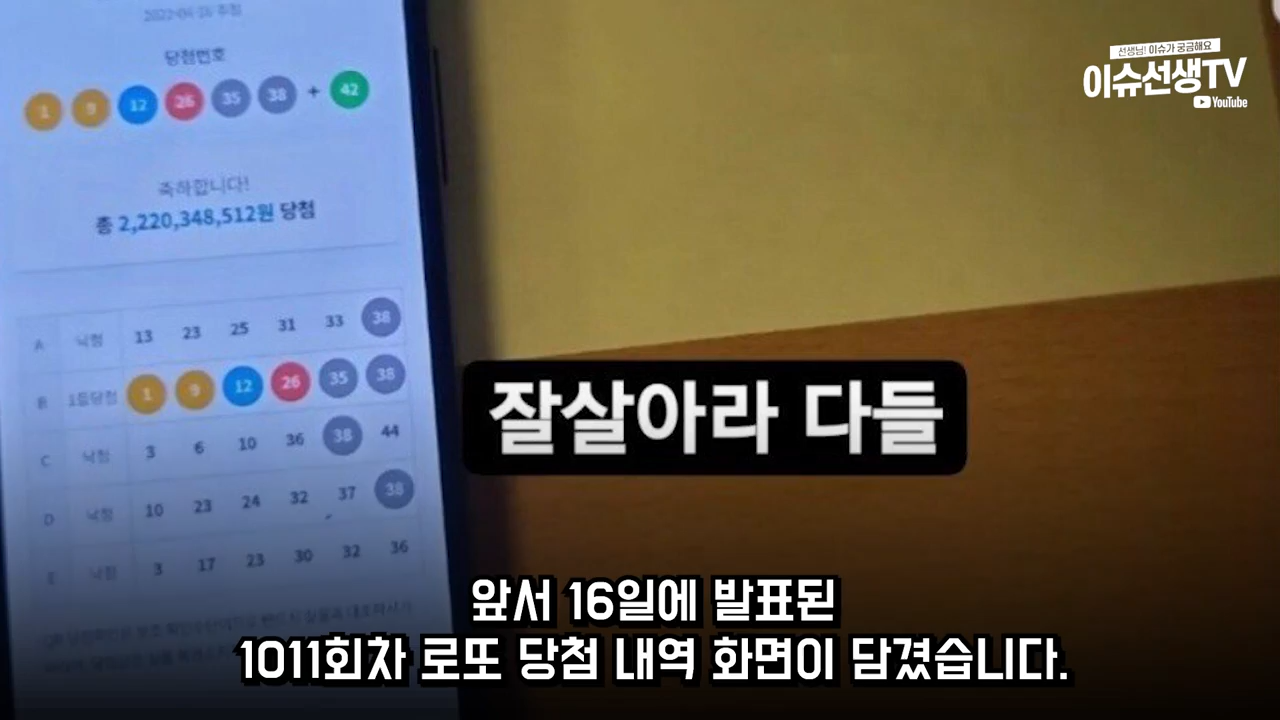 선생님! 이슈가 궁금해요
이슈선생TV
YouTube
2022-04-16 추첨
당첨번호
1 9 12 26 35 38 + 42
축하합니다!
총 2,220,348,512원 당첨
A 낙첨 13 23 25 31 33 38
B 1등당첨 1 9 12 26 35 38
C 낙첨 3 6 10 36 38 44
D 낙첨 10 23 24 32 37 38
E 낙첨 3 17 23 30 32 36
잘살아라 다들
앞서 16일에 발표된
1011회차 로또 당첨 내역 화면이 담겼습니다.